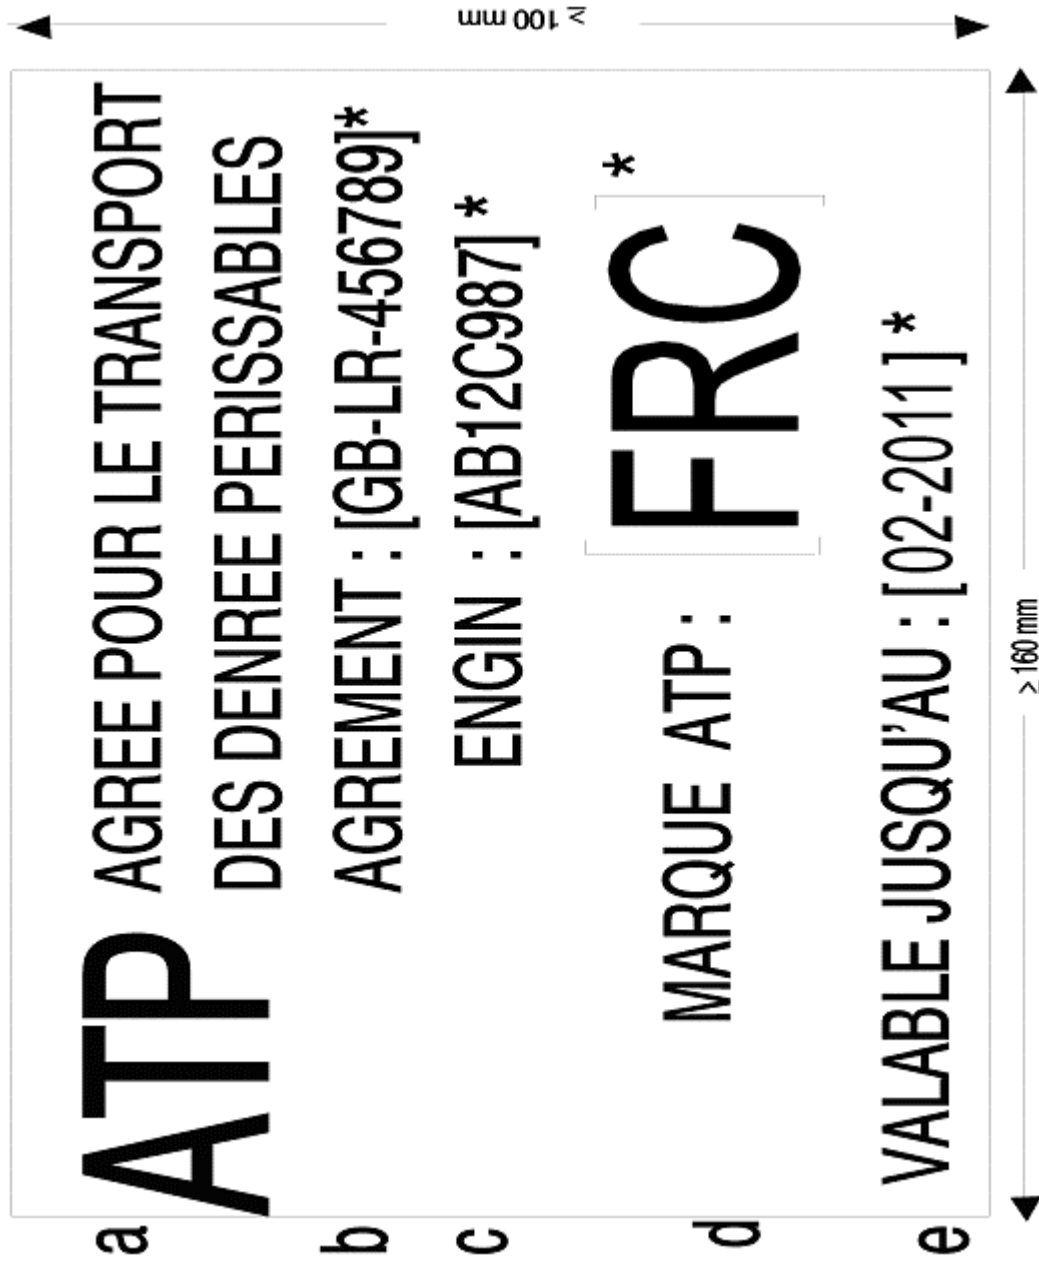 ≥ 100 mm
a ATP AGREE POUR LE TRANSPORT
DES DENREE PERISSABLES
b AGREMENT : [GB-LR-456789]*
c ENGIN : [AB12C987] *
d MARQUE ATP : [FRC] *
e VALABLE JUSQU'AU : [02-2011] *
≥ 160 mm